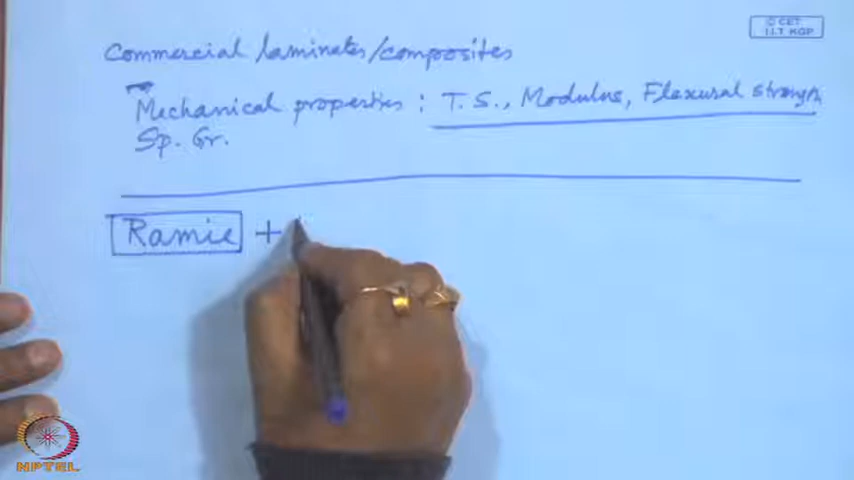 © CET
I.I.T. KGP
Commercial laminates/composites
Mechanical properties : T.S., Modulus, Flexural strength
Sp. Gr.
Ramie +
NPTEL